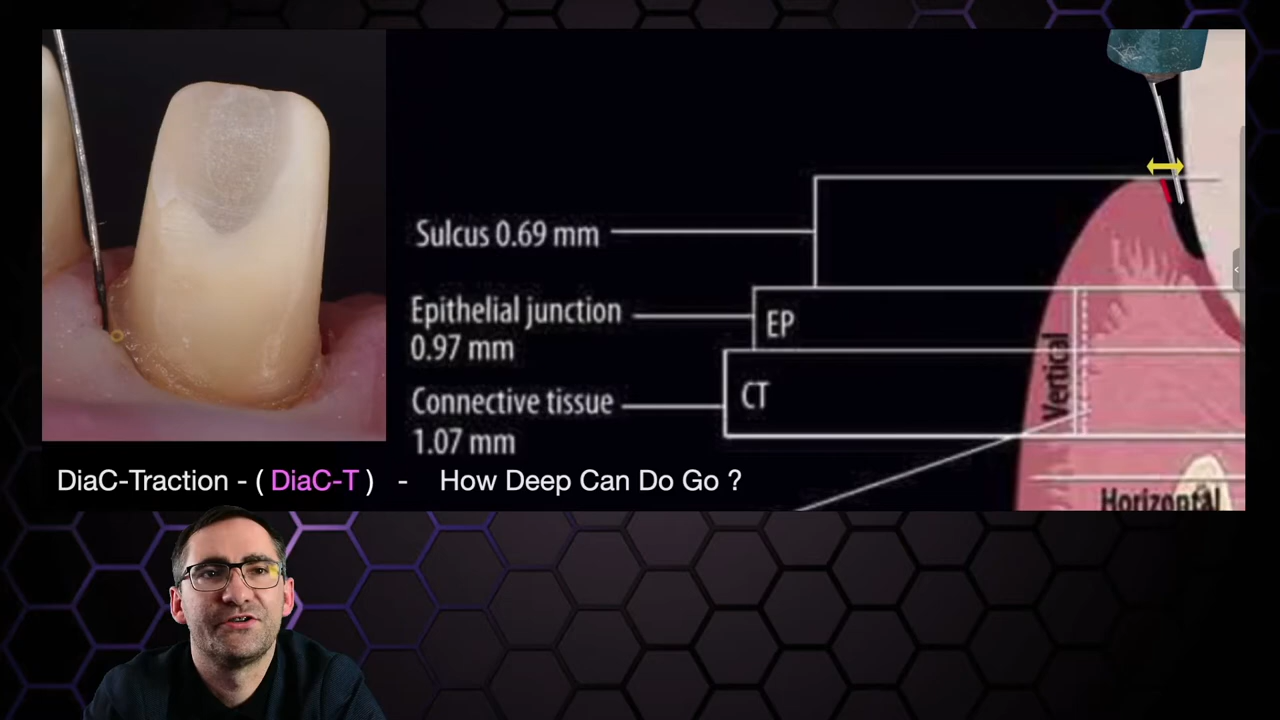 Sulcus 0.69 mm
Epithelial junction
0.97 mm
EP
Connective tissue
1.07 mm
CT
Vertical
Horizontal
DiaC-Traction - ( DiaC-T ) - How Deep Can Do Go ?